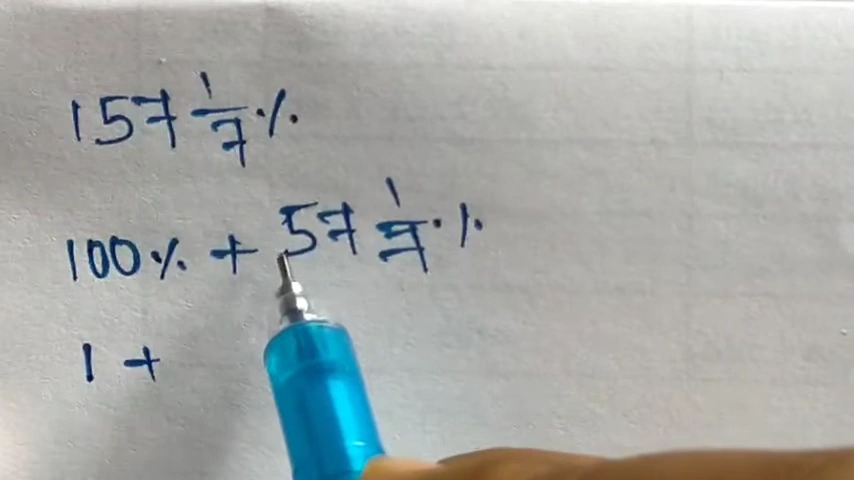 157 1/7 %
100% + 57 1/7 %
1 +